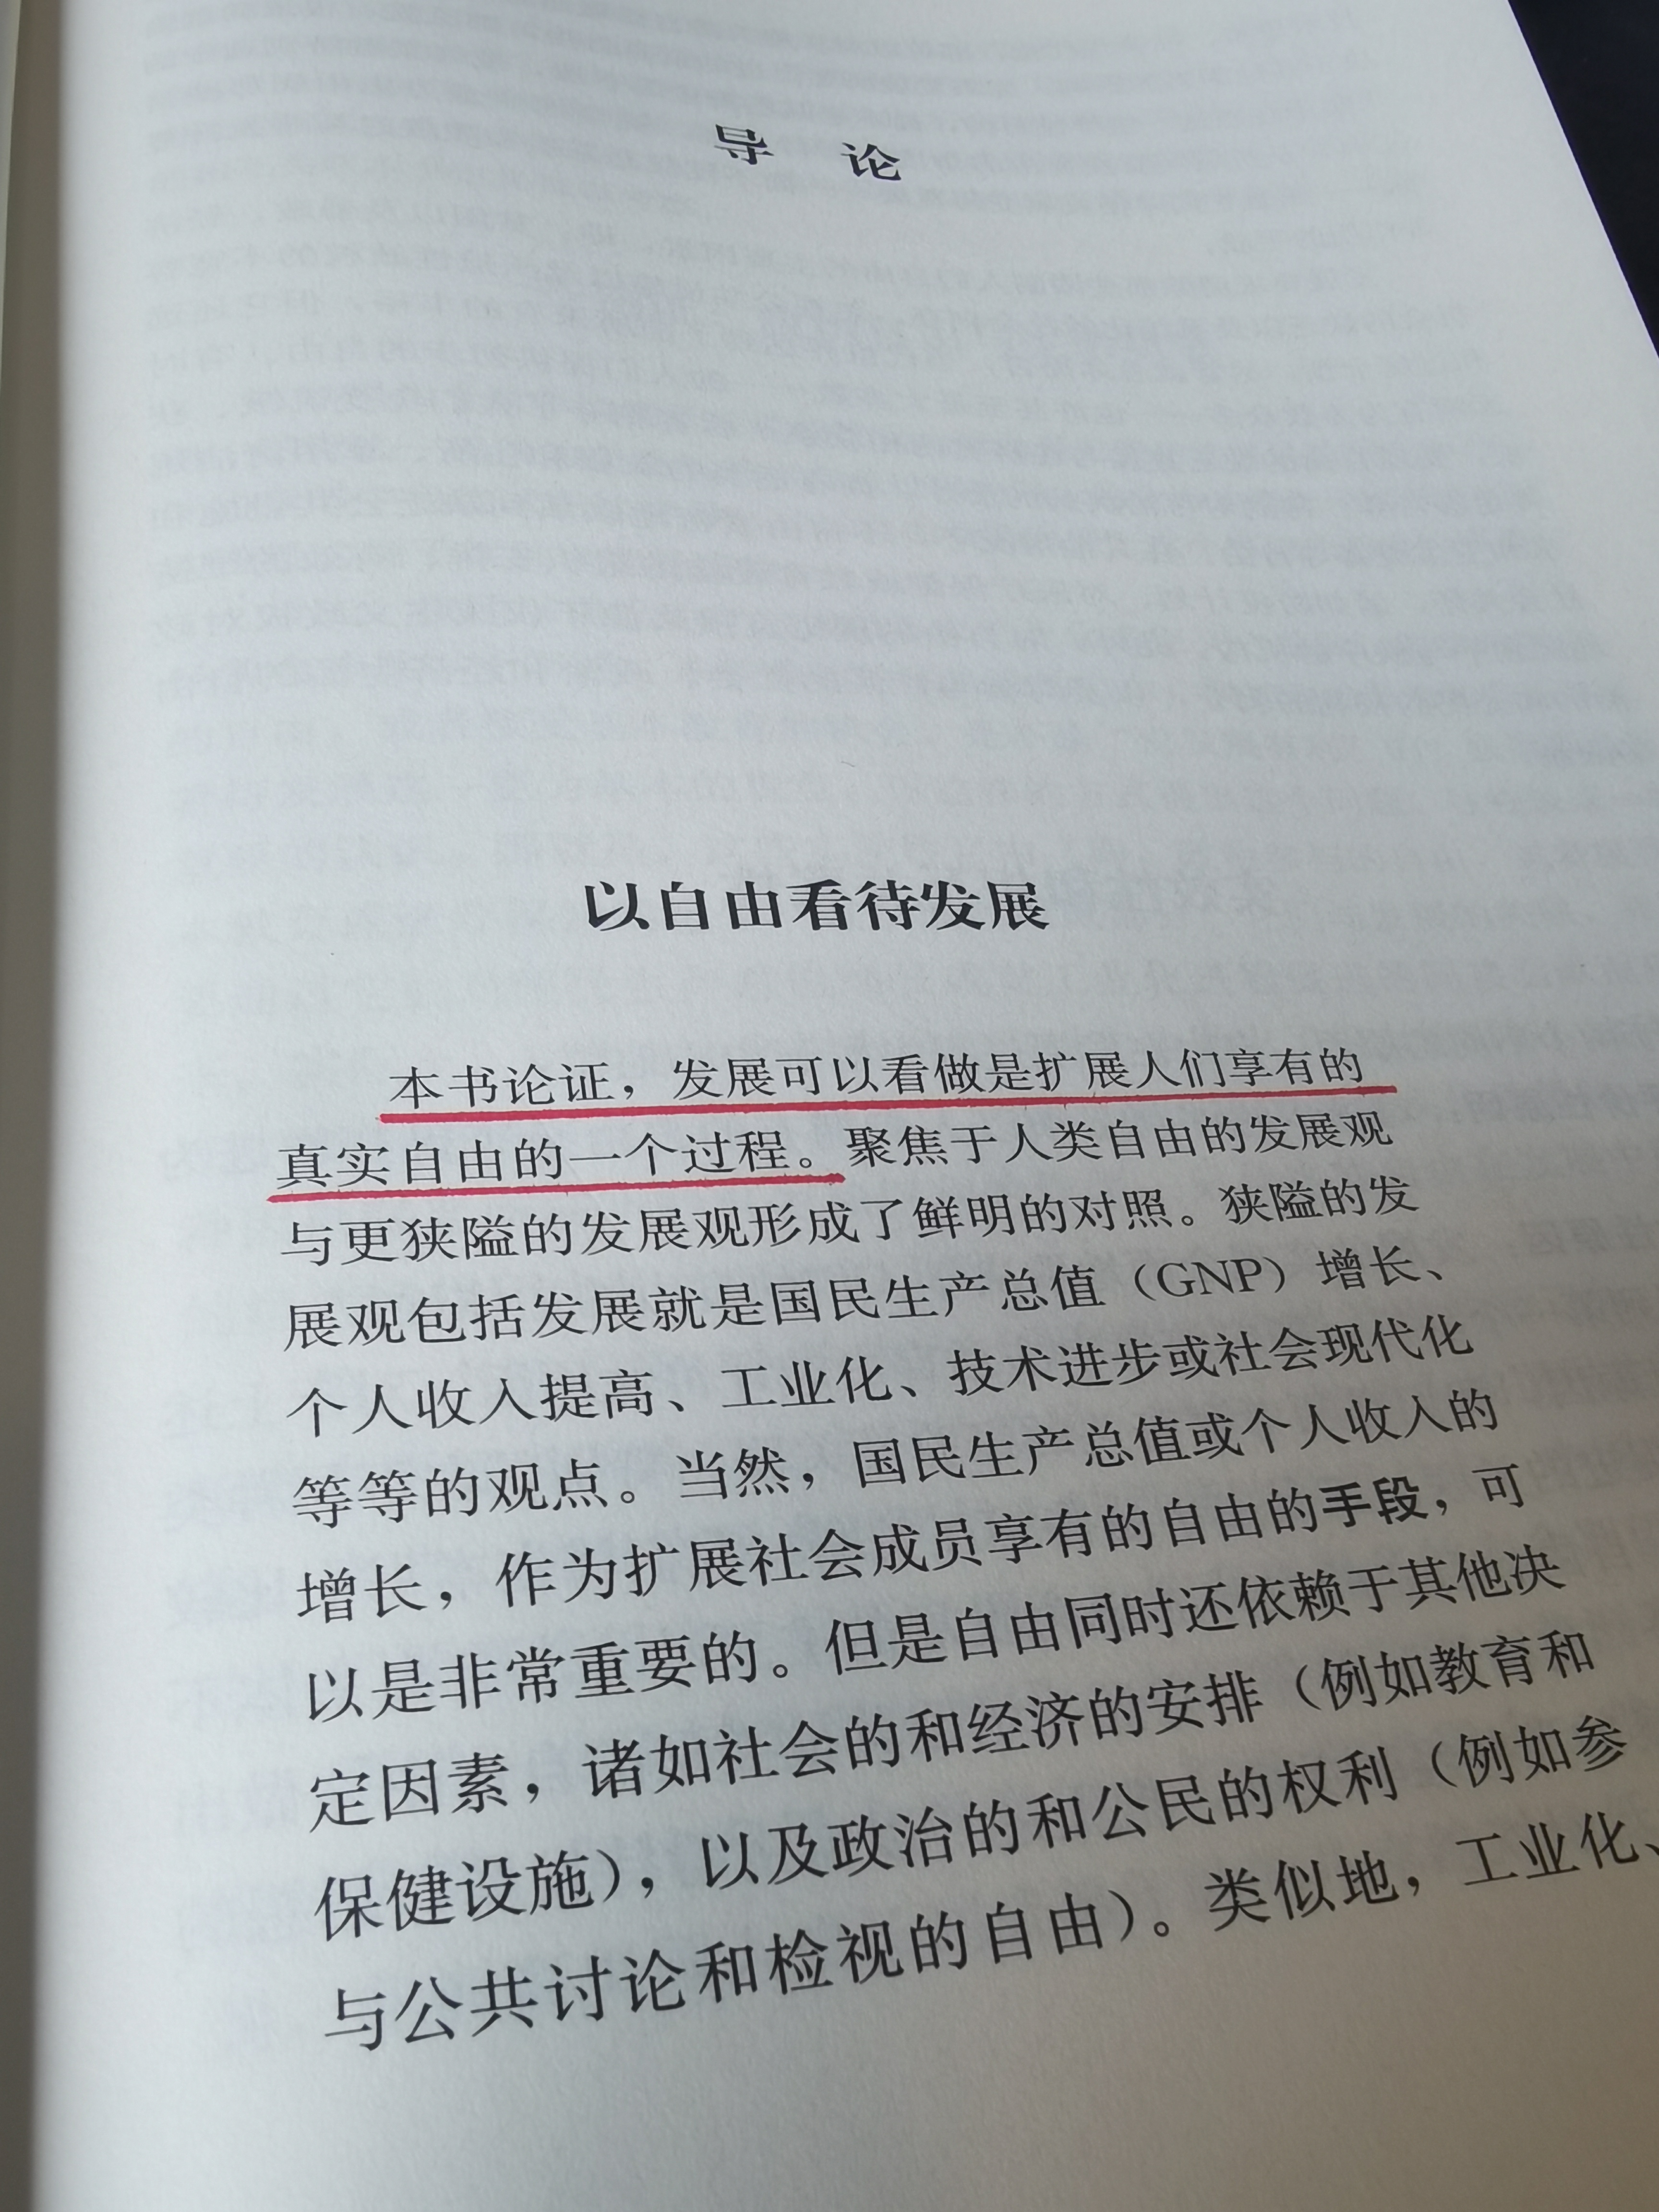 导 论
以自由看待发展
本书论证，发展可以看做是扩展人们享有的
真实自由的一个过程。聚焦于人类自由的发展观
与更狭隘的发展观形成了鲜明的对照。狭隘的发
展观包括发展就是国民生产总值（GNP）增长、
个人收入提高、工业化、技术进步或社会现代化
等等的观点。当然，国民生产总值或个人收入的
增长，作为扩展社会成员享有的自由的手段，可
以是非常重要的。但是自由同时还依赖于其他决
定因素，诸如社会的和经济的安排（例如教育和
保健设施），以及政治的和公民的权利（例如参
与公共讨论和检视的自由）。类似地，工业化、